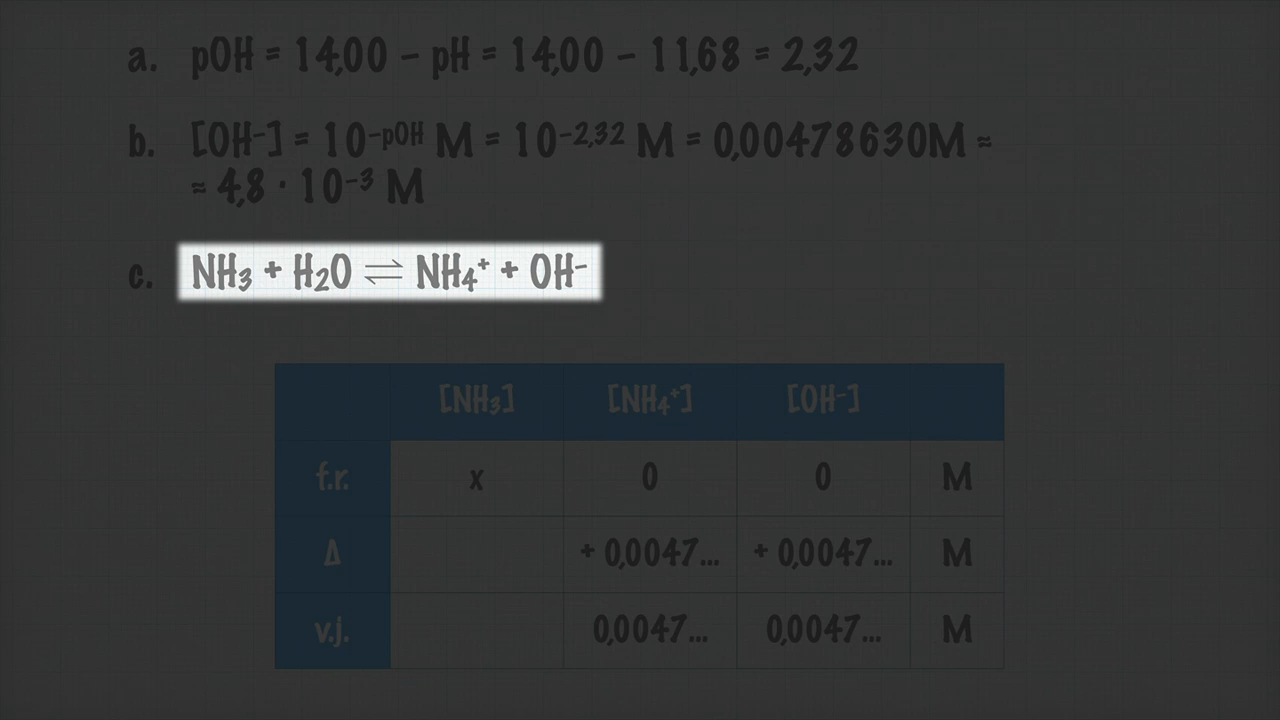 a. pOH = 14,00 – pH = 14,00 – 11,68 = 2,32
b. [OH⁻] = 10⁻ᵖᴼᴴ M = 10⁻²,³² M = 0,00478630M ≈
≈ 4,8 · 10⁻³ M
c. NH₃ + H₂O ⇌ NH₄⁺ + OH⁻
[NH₃] [NH₄⁺] [OH⁻]
f.r. x 0 0 M
Δ + 0,0047... + 0,0047... M
v.j. 0,0047... 0,0047... M